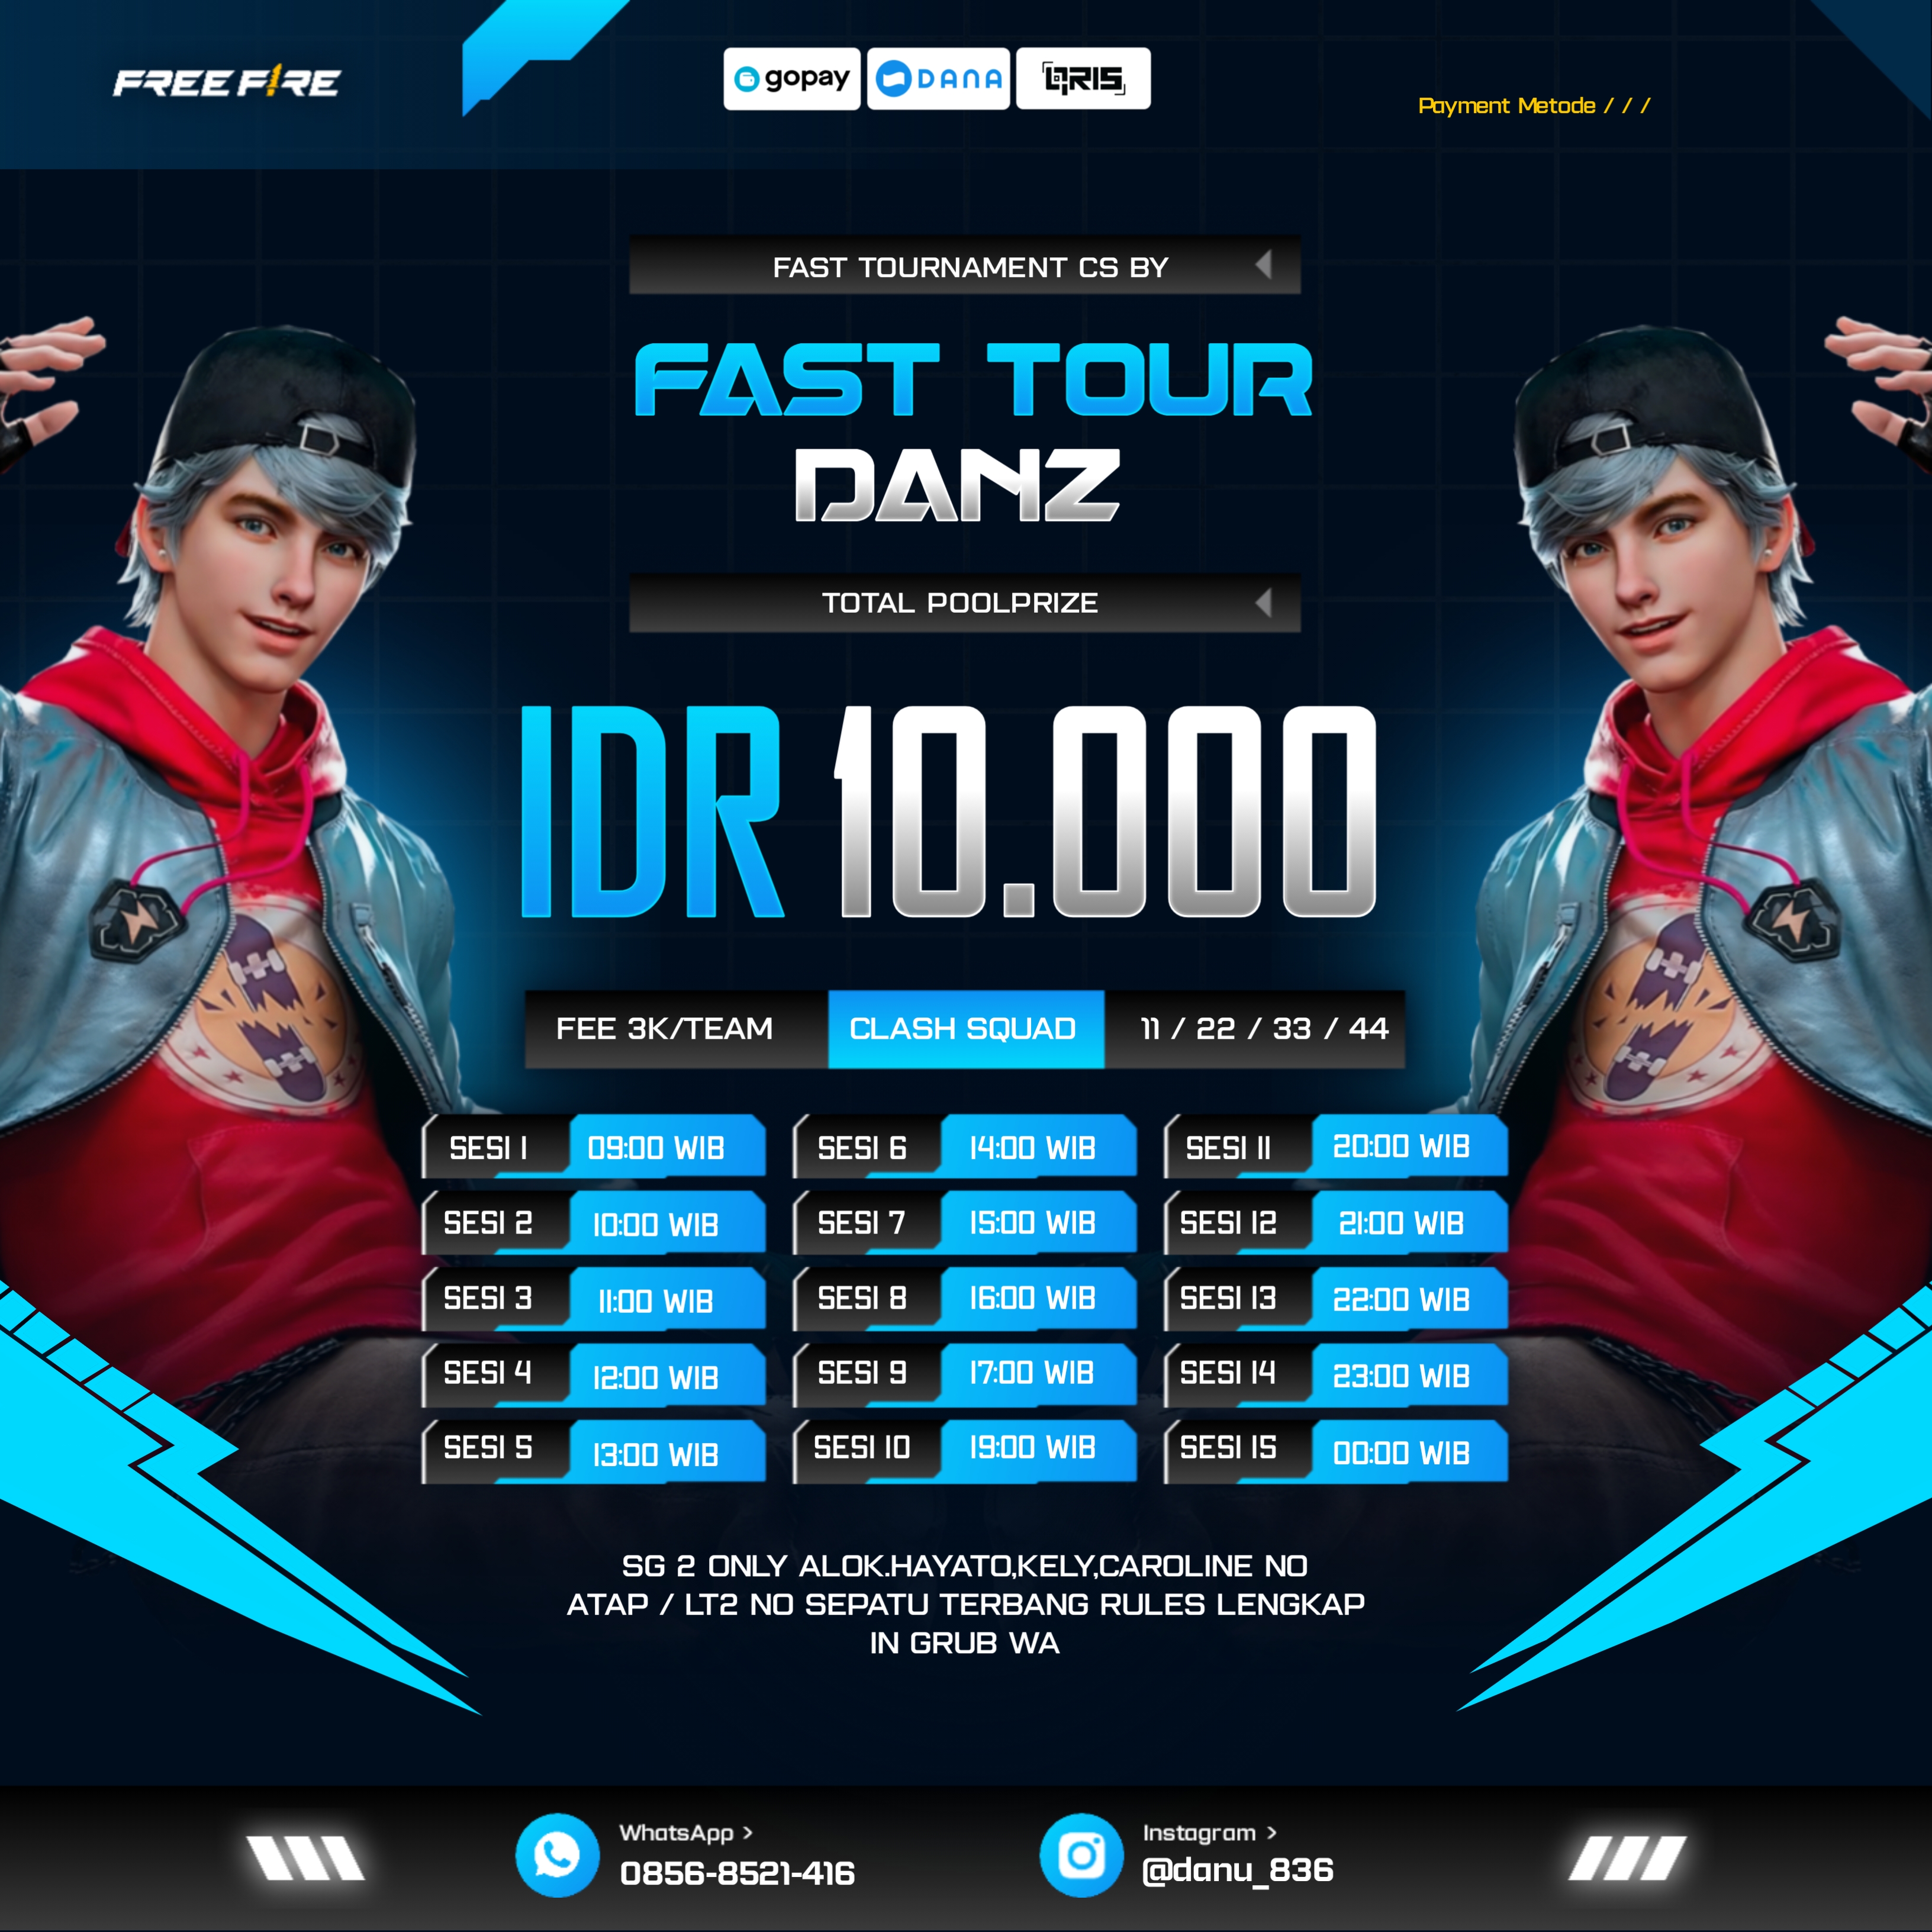 FREE FIRE
gopay
DANA
QRIS
Payment Metode / / /
FAST TOURNAMENT CS BY
FAST TOUR
DANZ
TOTAL POOLPRIZE
IDR 10.000
FEE 3K/TEAM
CLASH SQUAD
11 / 22 / 33 / 44
SESI 1 09:00 WIB
SESI 2 10:00 WIB
SESI 3 11:00 WIB
SESI 4 12:00 WIB
SESI 5 13:00 WIB
SESI 6 14:00 WIB
SESI 7 15:00 WIB
SESI 8 16:00 WIB
SESI 9 17:00 WIB
SESI 10 19:00 WIB
SESI 11 20:00 WIB
SESI 12 21:00 WIB
SESI 13 22:00 WIB
SESI 14 23:00 WIB
SESI 15 00:00 WIB
SG 2 ONLY ALOK.HAYATO,KELY,CAROLINE NO
ATAP / LT2 NO SEPATU TERBANG RULES LENGKAP
IN GRUB WA
WhatsApp >
0856-8521-416
Instagram >
@danu_836